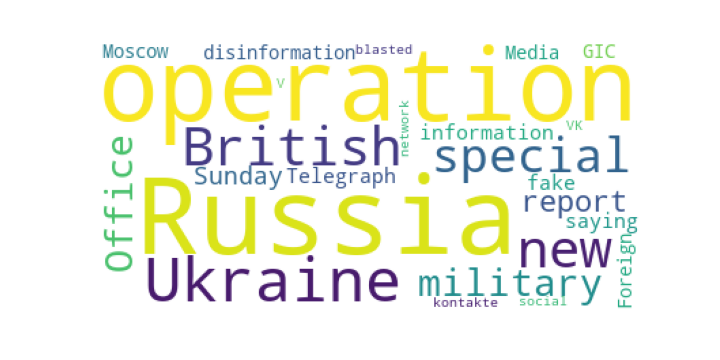 Moscow disinformation blasted Media GIC
operation
V
network
British information VK
Office
special
Sunday Telegraph fake
Russia report
saying
new
Foreign
Ukraine military
kontakte social